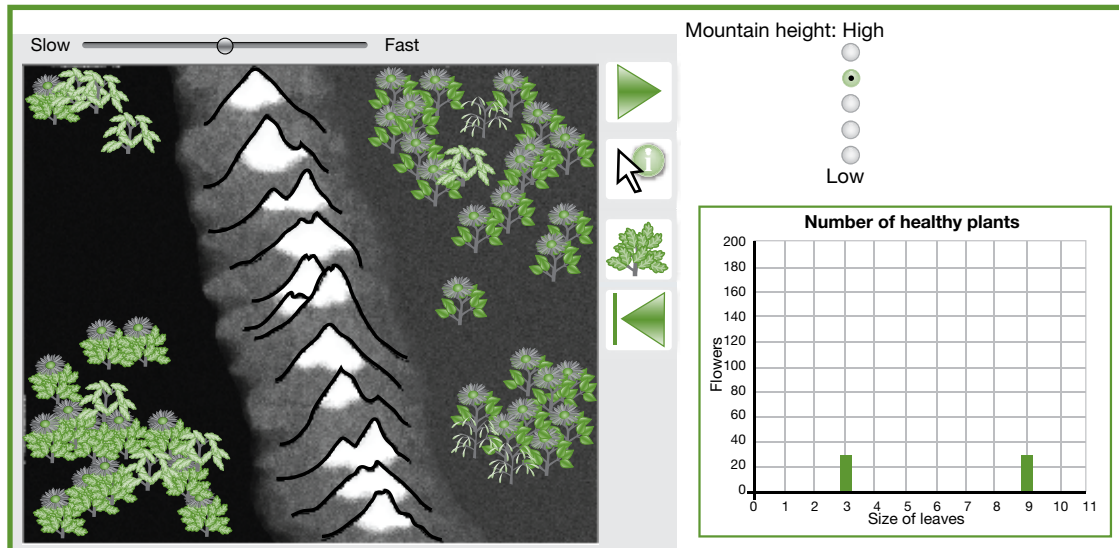 Mountain height: High
Slow
Fast
i
Low
Number of healthy plants
200
180
160
140
120
100
80
60
40
20
0
Flowers
0 1 2 3 4 5 6 7 8 9 10 11
Size of leaves